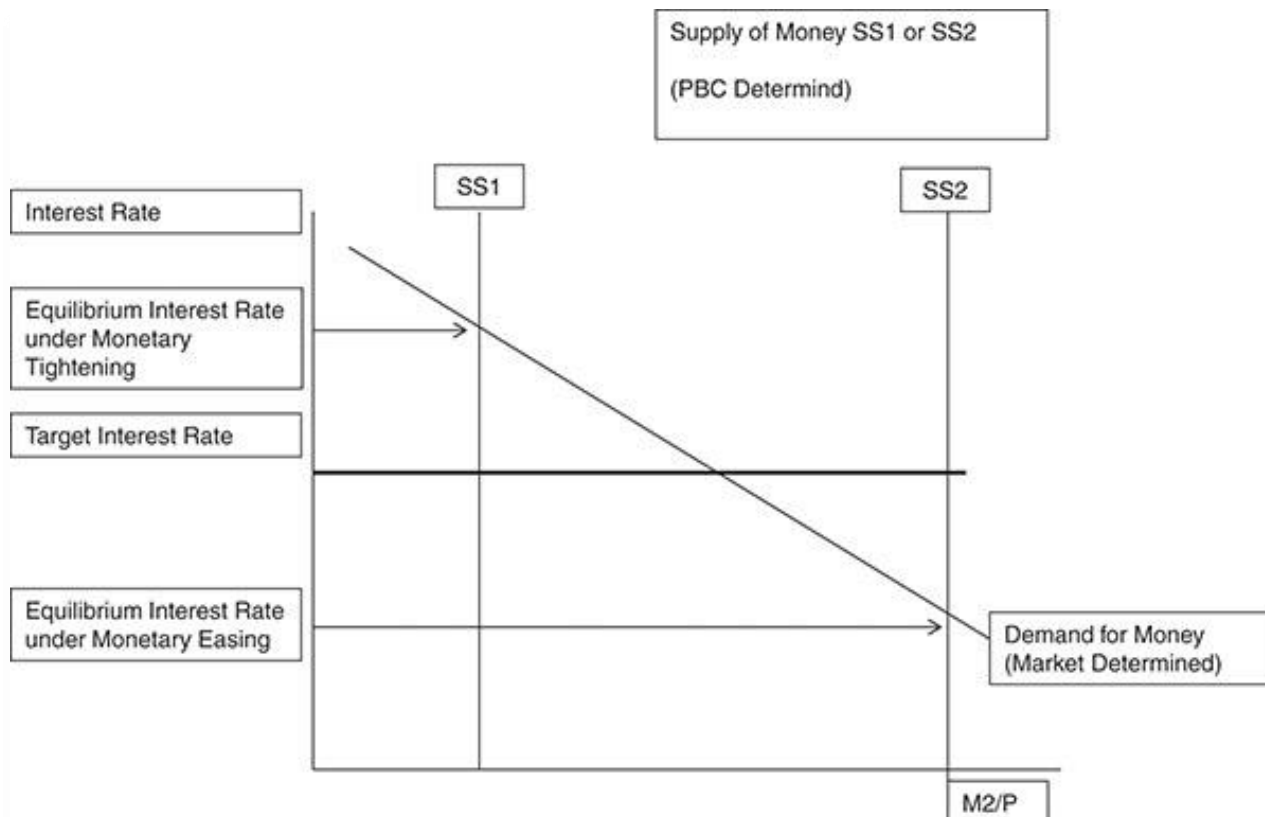 Supply of Money SS1 or SS2
(PBC Determind)
SS1
SS2
Interest Rate
Equilibrium Interest Rate
under Monetary
Tightening
Target Interest Rate
Equilibrium Interest Rate
under Monetary Easing
Demand for Money
(Market Determined)
M2/P